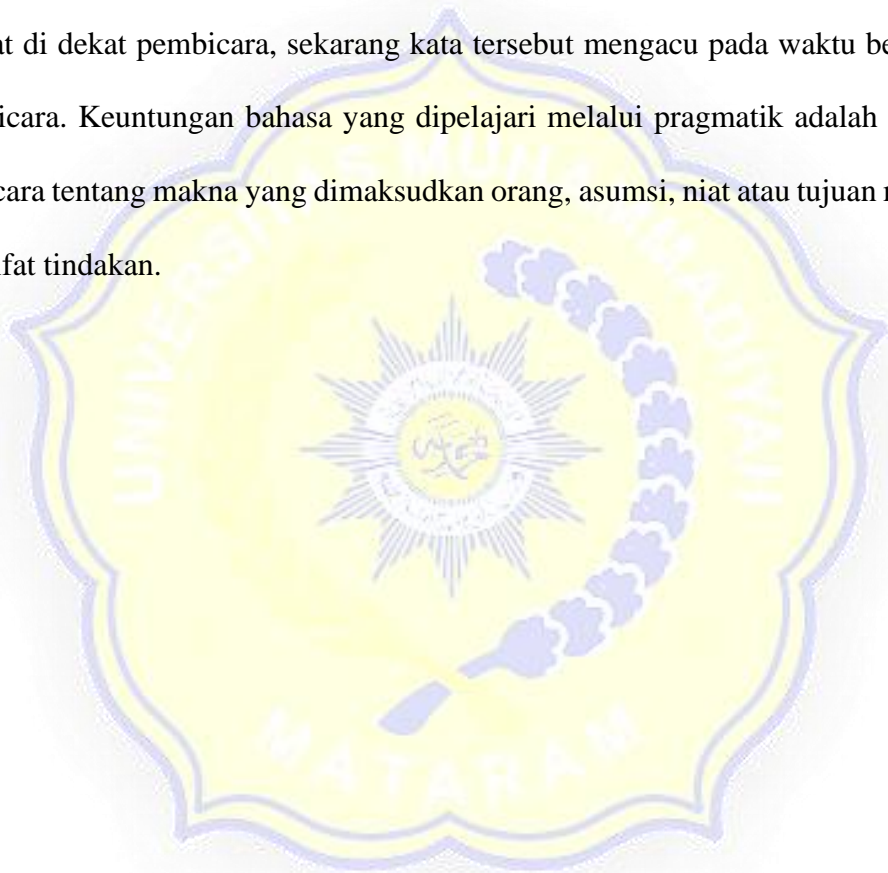 at di dekat pembicara, sekarang kata tersebut mengacu pada waktu be
icara. Keuntungan bahasa yang dipelajari melalui pragmatik adalah
cara tentang makna yang dimaksudkan orang, asumsi, niat atau tujuan
fat tindakan.
UNIVERSITAS MUHAMMADIYAH
MATARAM